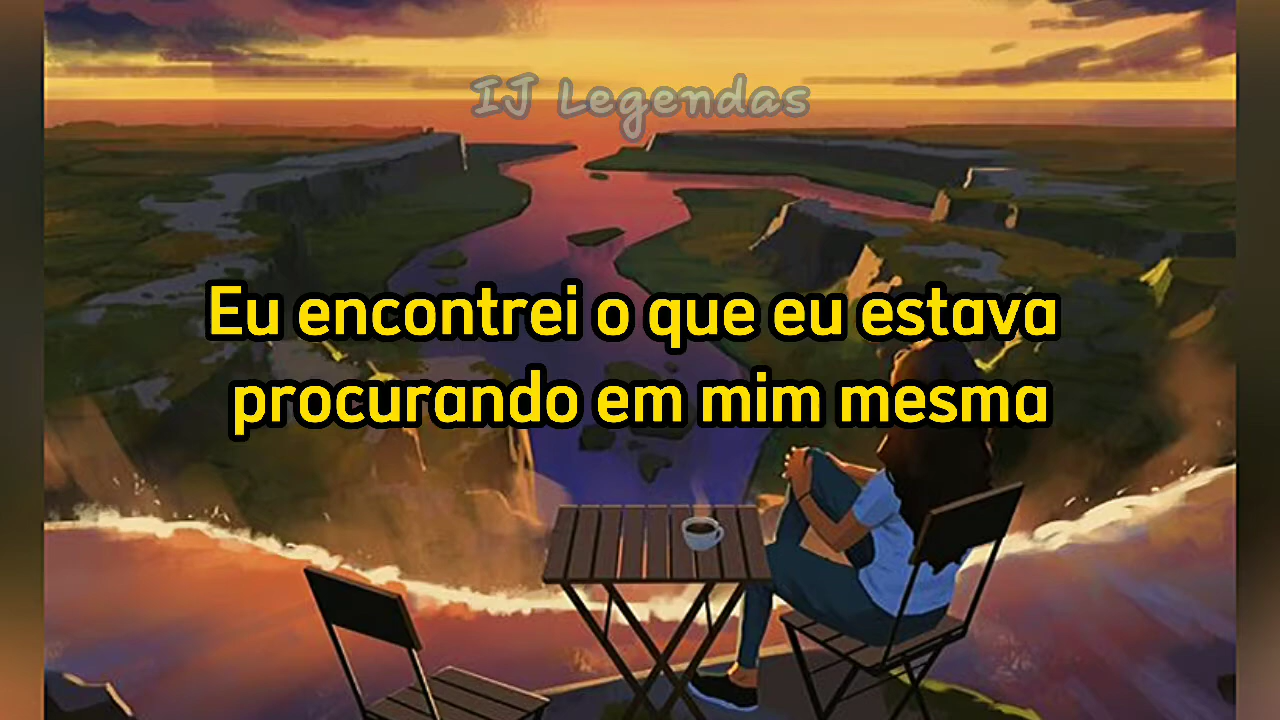 IJ Legendas
Eu encontrei o que eu estava
procurando em mim mesma